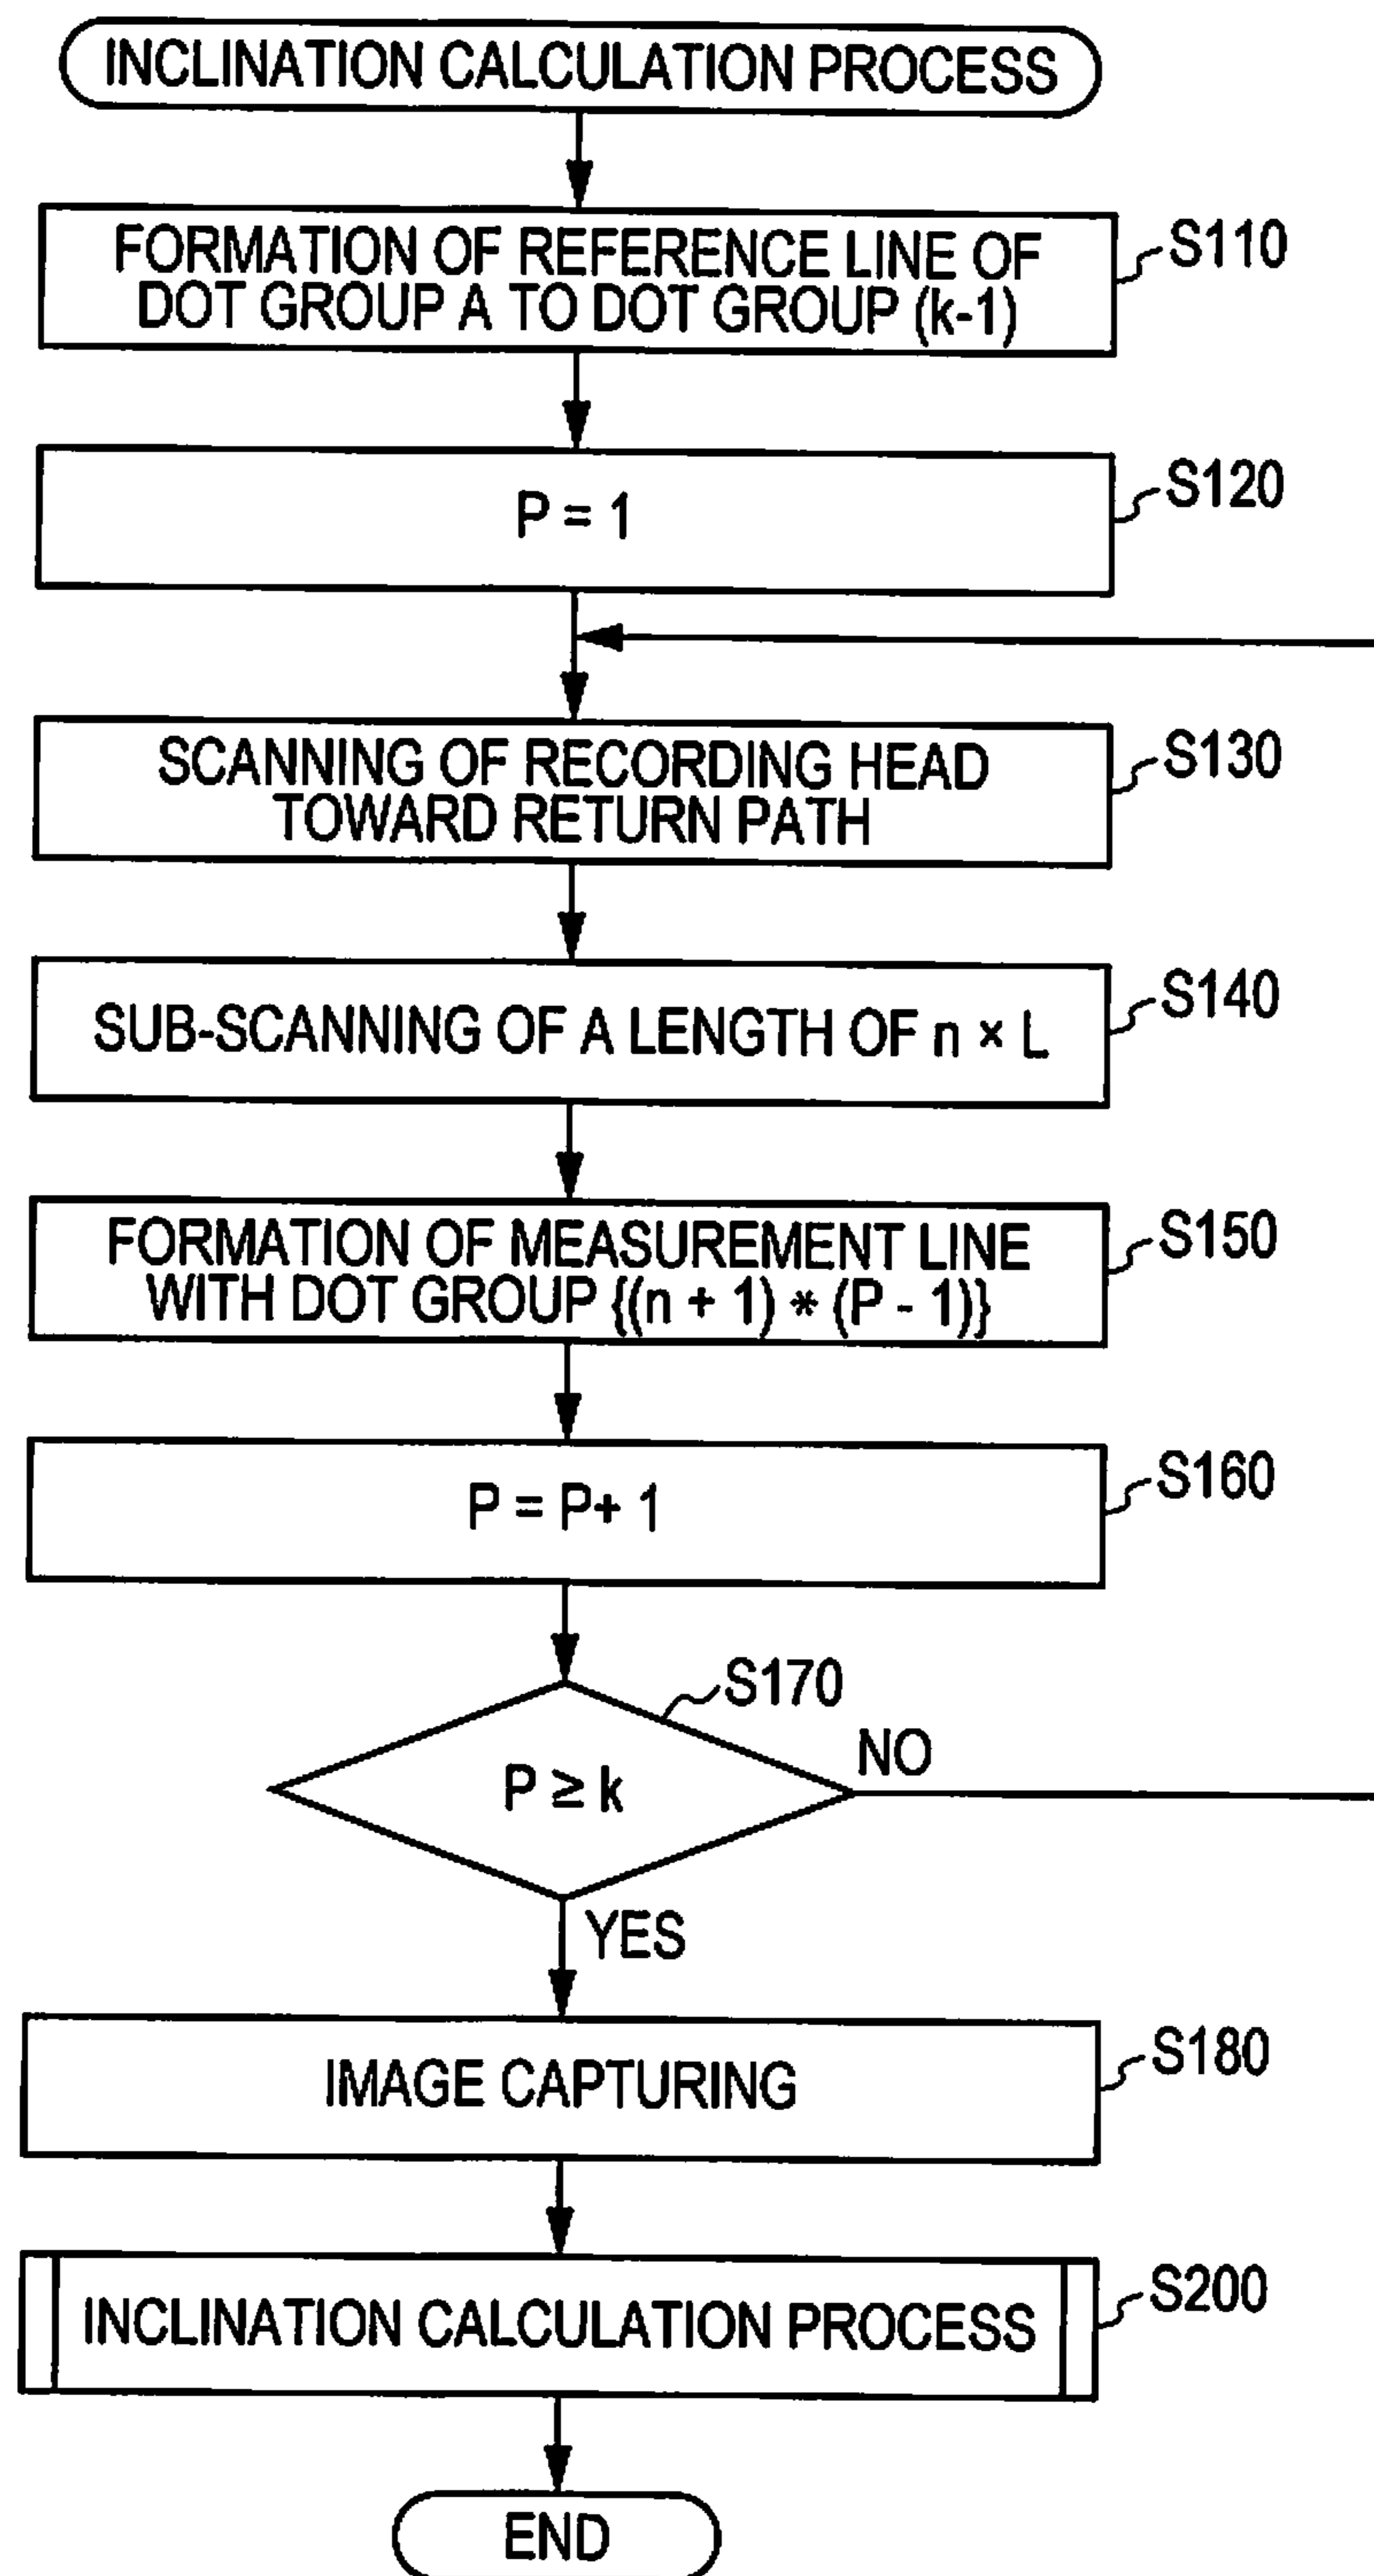 INCLINATION CALCULATION PROCESS
FORMATION OF REFERENCE LINE OF
DOT GROUP A TO DOT GROUP (k-1)
S110
P = 1
S120
SCANNING OF RECORDING HEAD
TOWARD RETURN PATH
S130
SUB-SCANNING OF A LENGTH OF n × L
S140
FORMATION OF MEASUREMENT LINE
WITH DOT GROUP {(n + 1) * (P - 1)}
S150
P = P+ 1
S160
S170
P ≥ k
NO
YES
IMAGE CAPTURING
S180
INCLINATION CALCULATION PROCESS
S200
END